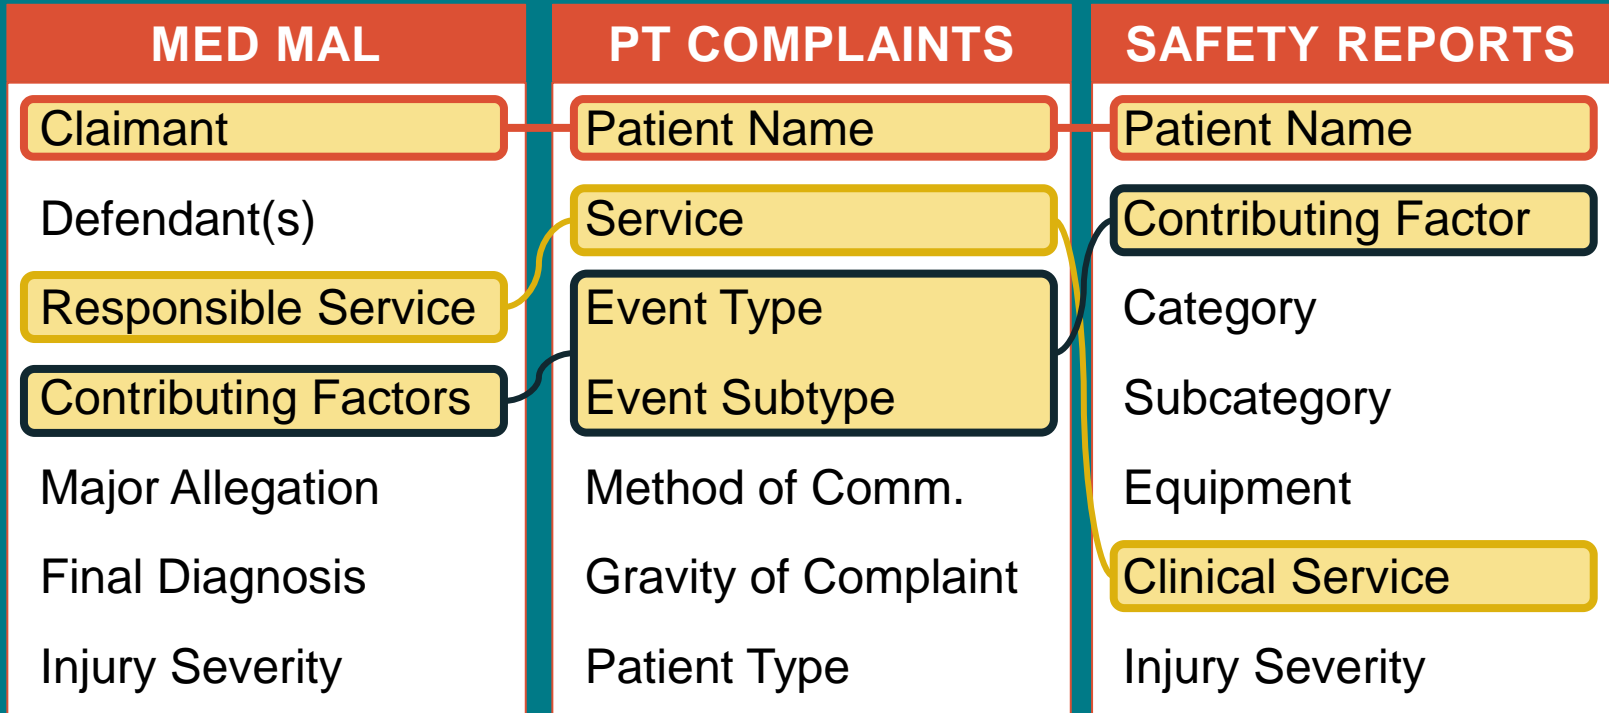 MED MAL
Claimant
Defendant(s)
Responsible Service
Contributing Factors
Major Allegation
Final Diagnosis
Injury Severity
PT COMPLAINTS
Patient Name
Service
Event Type
Event Subtype
Method of Comm.
Gravity of Complaint
Patient Type
SAFETY REPORTS
Patient Name
Contributing Factor
Category
Subcategory
Equipment
Clinical Service
Injury Severity